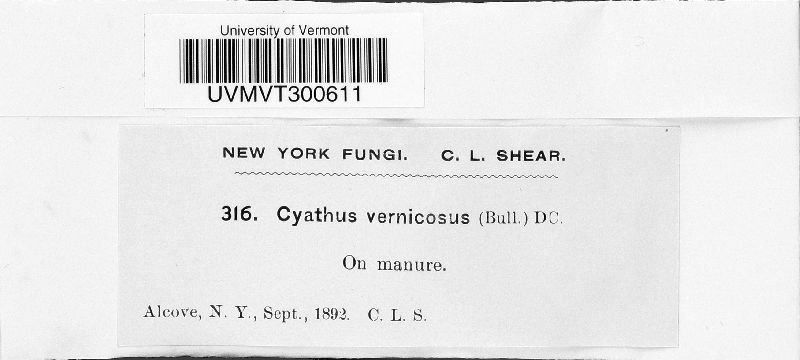 University of Vermont
UVMVT300611
NEW YORK FUNGI. C. L. SHEAR.
316. Cyathus vernicosus (Bull.) DC.
On manure.
Alcove, N. Y., Sept., 1892. C. L. S.